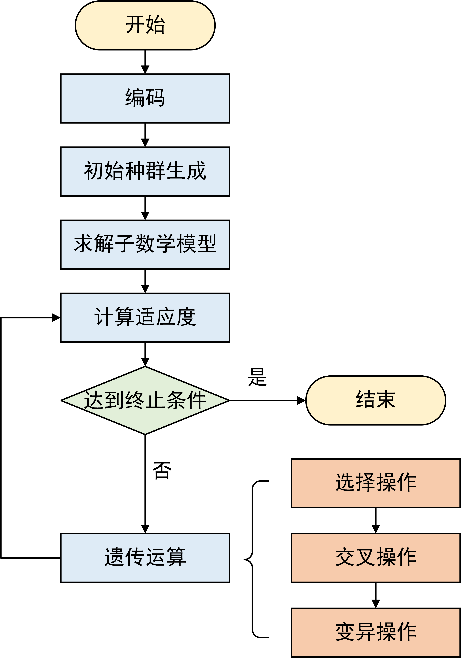 开始
编码
初始种群生成
求解子数学模型
计算适应度
达到终止条件
是
结束
否
遗传运算
选择操作
交叉操作
变异操作